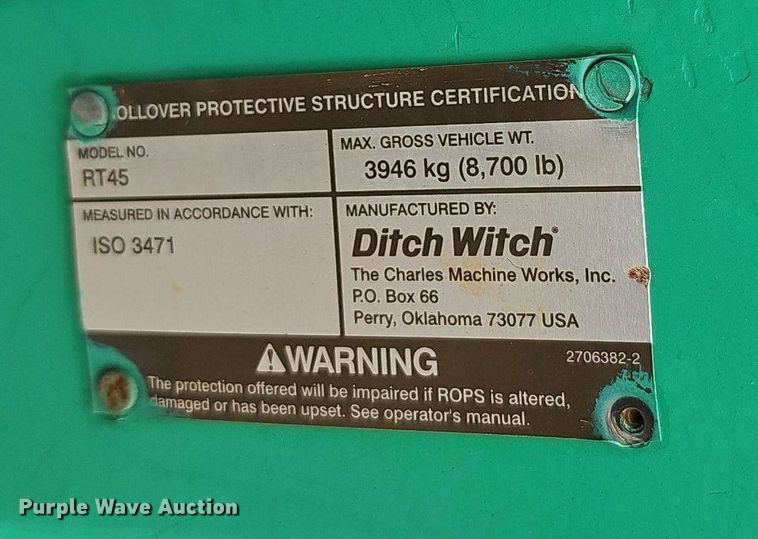 OLLOVER PROTECTIVE STRUCTURE CERTIFICATION
MODEL NO.
RT45
MAX. GROSS VEHICLE WT.
3946 kg (8,700 lb)
MEASURED IN ACCORDANCE WITH:
ISO 3471
MANUFACTURED BY:
Ditch Witch®
The Charles Machine Works, Inc.
P.O. Box 66
Perry, Oklahoma 73077 USA
⚠WARNING
2706382-2
The protection offered will be impaired if ROPS is altered,
damaged or has been upset. See operator's manual.
Purple Wave Auction